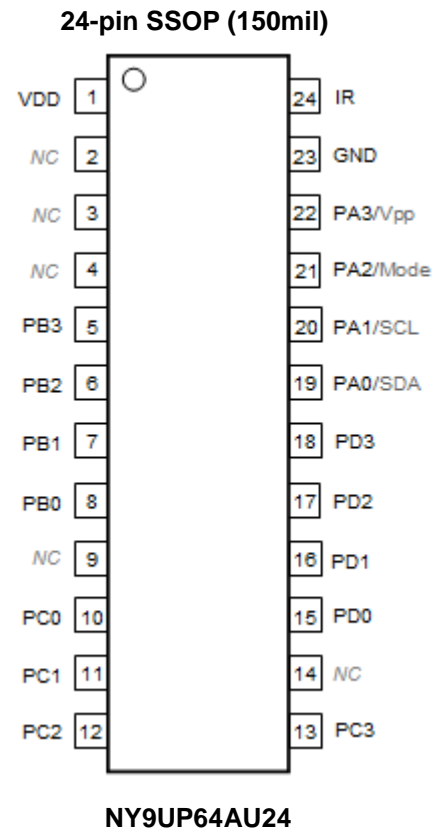 24-pin SSOP (150mil)
VDD 1 24 IR
NC 2 23 GND
NC 3 22 PA3/Vpp
NC 4 21 PA2/Mode
PB3 5 20 PA1/SCL
PB2 6 19 PA0/SDA
PB1 7 18 PD3
PB0 8 17 PD2
NC 9 16 PD1
PC0 10 15 PD0
PC1 11 14 NC
PC2 12 13 PC3
NY9UP64AU24